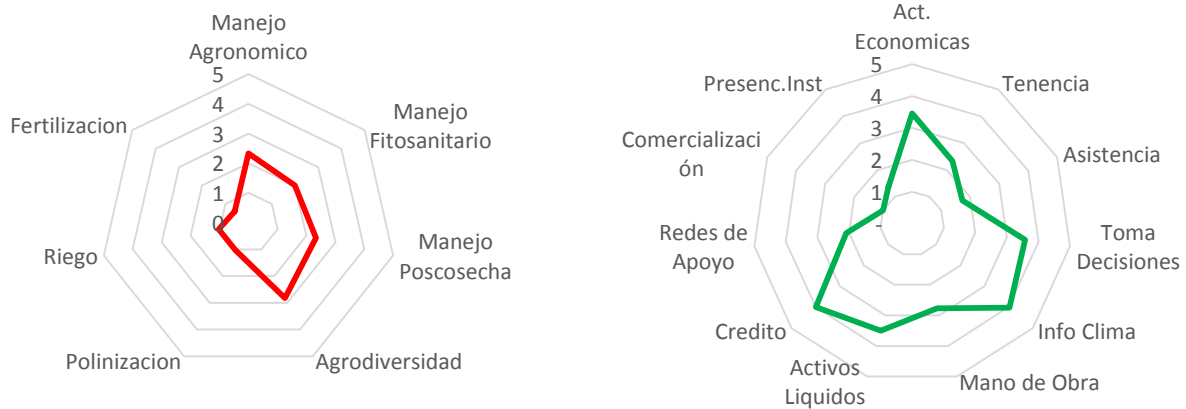 Manejo
Agronomico
5
4
3
2
1
0
Manejo
Fitosanitario
Manejo
Poscosecha
Agrodiversidad
Polinizacion
Riego
Fertilizacion
Act.
Economicas
5
4
3
2
1
-
Tenencia
Asistencia
Toma
Decisiones
Info Clima
Mano de Obra
Activos
Liquidos
Credito
Redes de
Apoyo
Comercializaci
ón
Presenc.Inst